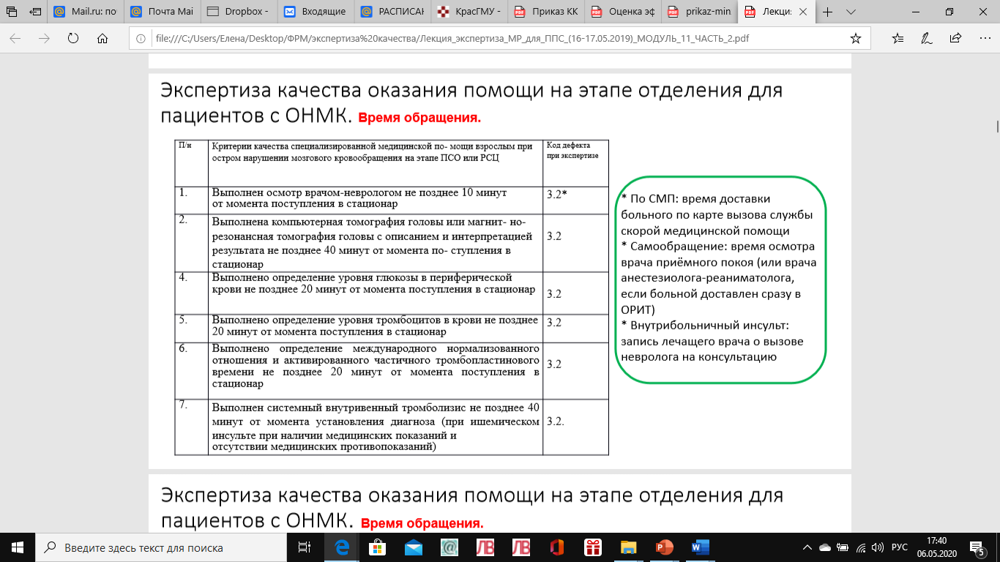 Mail.ru: по
Почта Mai
Dropbox -
Входящие
РАСПИСАН
КрасГМУ -
Приказ КК
Оценка эф
prikaz-min
Лекция
file:///C:/Users/Елена/Desktop/ФРМ/экспертиза%20качества/Лекция_экспертиза_МР_для_ППС_(16-17.05.2019)_МОДУЛЬ_11_ЧАСТЬ_2.pdf
Экспертиза качества оказания помощи на этапе отделения для
пациентов с ОНМК. Время обращения.
П/н
Критерии качества специализированной медицинской по- мощи взрослым при
остром нарушении мозгового кровообращения на этапе ПСО или РСЦ
Код дефекта
при экспертизе
1.
Выполнен осмотр врачом-неврологом не позднее 10 минут
от момента поступления в стационар
3.2*
2.
Выполнена компьютерная томография головы или магнит- но-
резонансная томография головы с описанием и интерпретацией
результата не позднее 40 минут от момента по- ступления в
стационар
3.2
4.
Выполнено определение уровня глюкозы в периферической
крови не позднее 20 минут от момента поступления в стационар
3.2
5.
Выполнено определение уровня тромбоцитов в крови не позднее
20 минут от момента поступления в стационар
3.2
6.
Выполнено определение международного нормализованного
отношения и активированного частичного тромбопластинового
времени не позднее 20 минут от момента поступления в
стационар
3.2
7.
Выполнен системный внутривенный тромболизис не позднее 40
минут от момента установления диагноза (при ишемическом
инсульте при наличии медицинских показаний и
отсутствии медицинских противопоказаний)
3.2.
* По СМП: время доставки
больного по карте вызова службы
скорой медицинской помощи
* Самообращение: время осмотра
врача приёмного покоя (или врача
анестезиолога-реаниматолога,
если больной доставлен сразу в
ОРИТ)
* Внутрибольничный инсульт:
запись лечащего врача о вызове
невролога на консультацию
Экспертиза качества оказания помощи на этапе отделения для
пациентов с ОНМК. Время обращения.
Введите здесь текст для поиска
ЛВ
ЛВ
РУС
17:40
06.05.2020
5